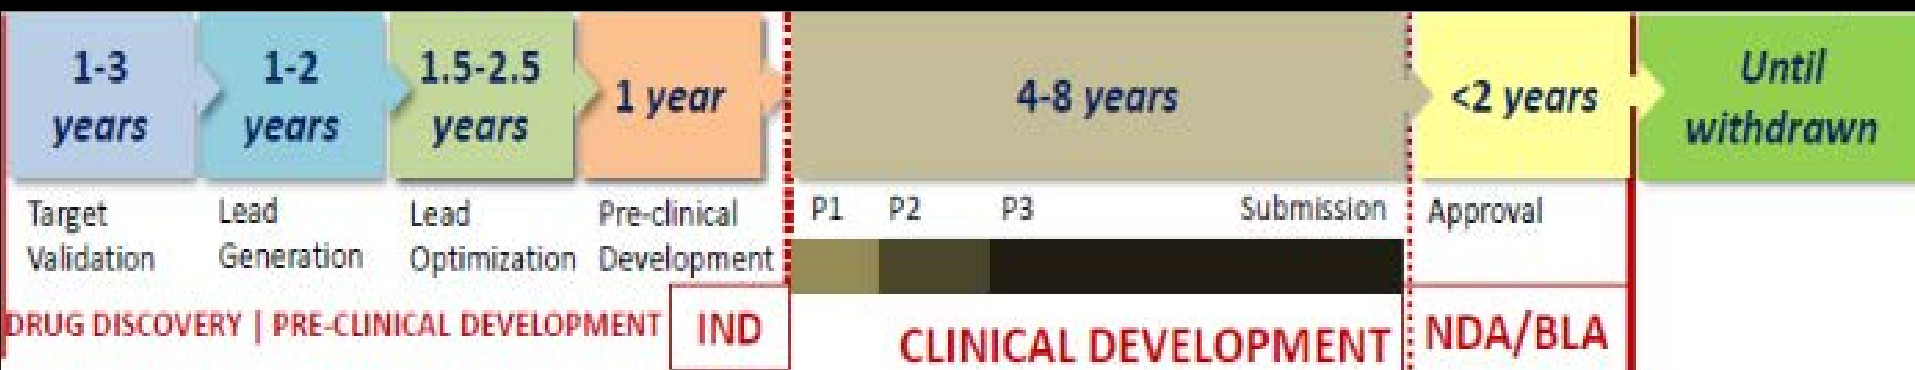 1-3
years
1-2
years
1.5-2.5
years
1 year
4-8 years
<2 years
Until
withdrawn
Target
Validation
Lead
Generation
Lead
Optimization
Pre-clinical
Development
P1 P2 P3 Submission
Approval
DRUG DISCOVERY | PRE-CLINICAL DEVELOPMENT
IND
CLINICAL DEVELOPMENT
NDA/BLA